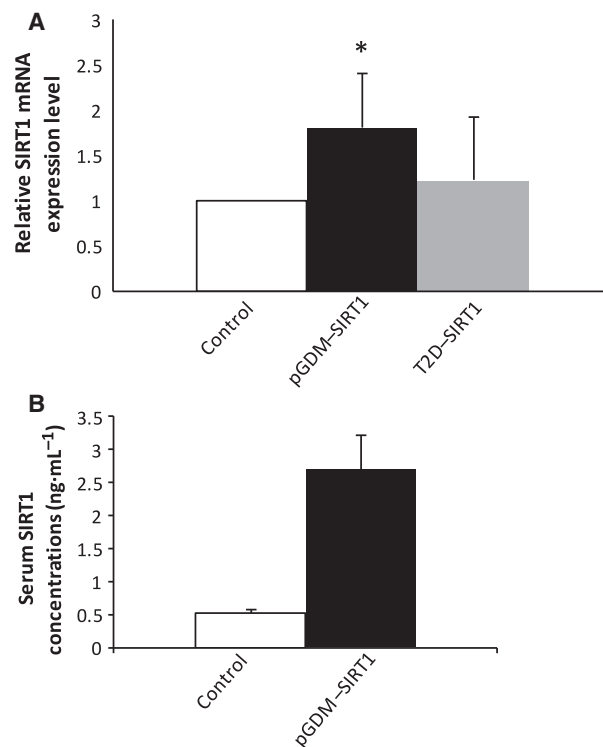 A
Relative SIRT1 mRNA
expression level
3
2.5
2
1.5
1
0.5
0
*
Control
pGDM–SIRT1
T2D–SIRT1
B
Serum SIRT1
concentrations (ng·mL⁻¹)
3.5
3
2.5
2
1.5
1
0.5
0
Control
pGDM–SIRT1